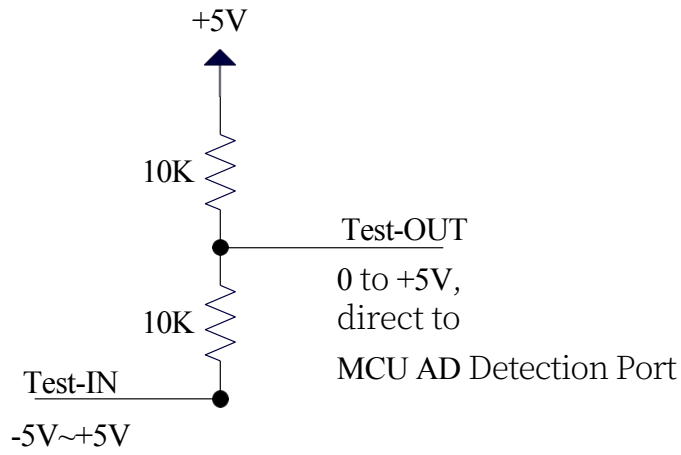 +5V
10K
Test-OUT
0 to +5V,
direct to
10K
MCU AD Detection Port
Test-IN
-5V~+5V